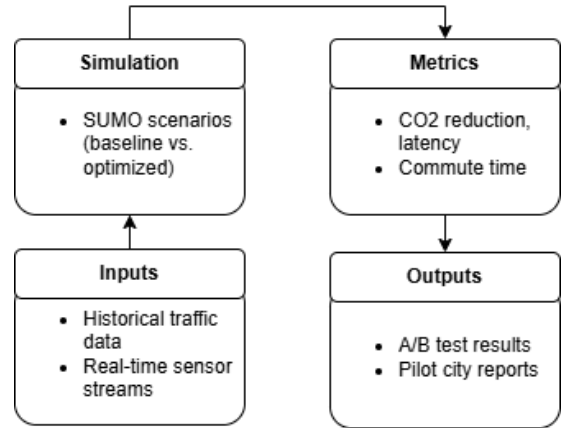 Simulation
• SUMO scenarios
(baseline vs.
optimized)
Metrics
• CO2 reduction,
latency
• Commute time
Inputs
• Historical traffic
data
• Real-time sensor
streams
Outputs
• A/B test results
• Pilot city reports